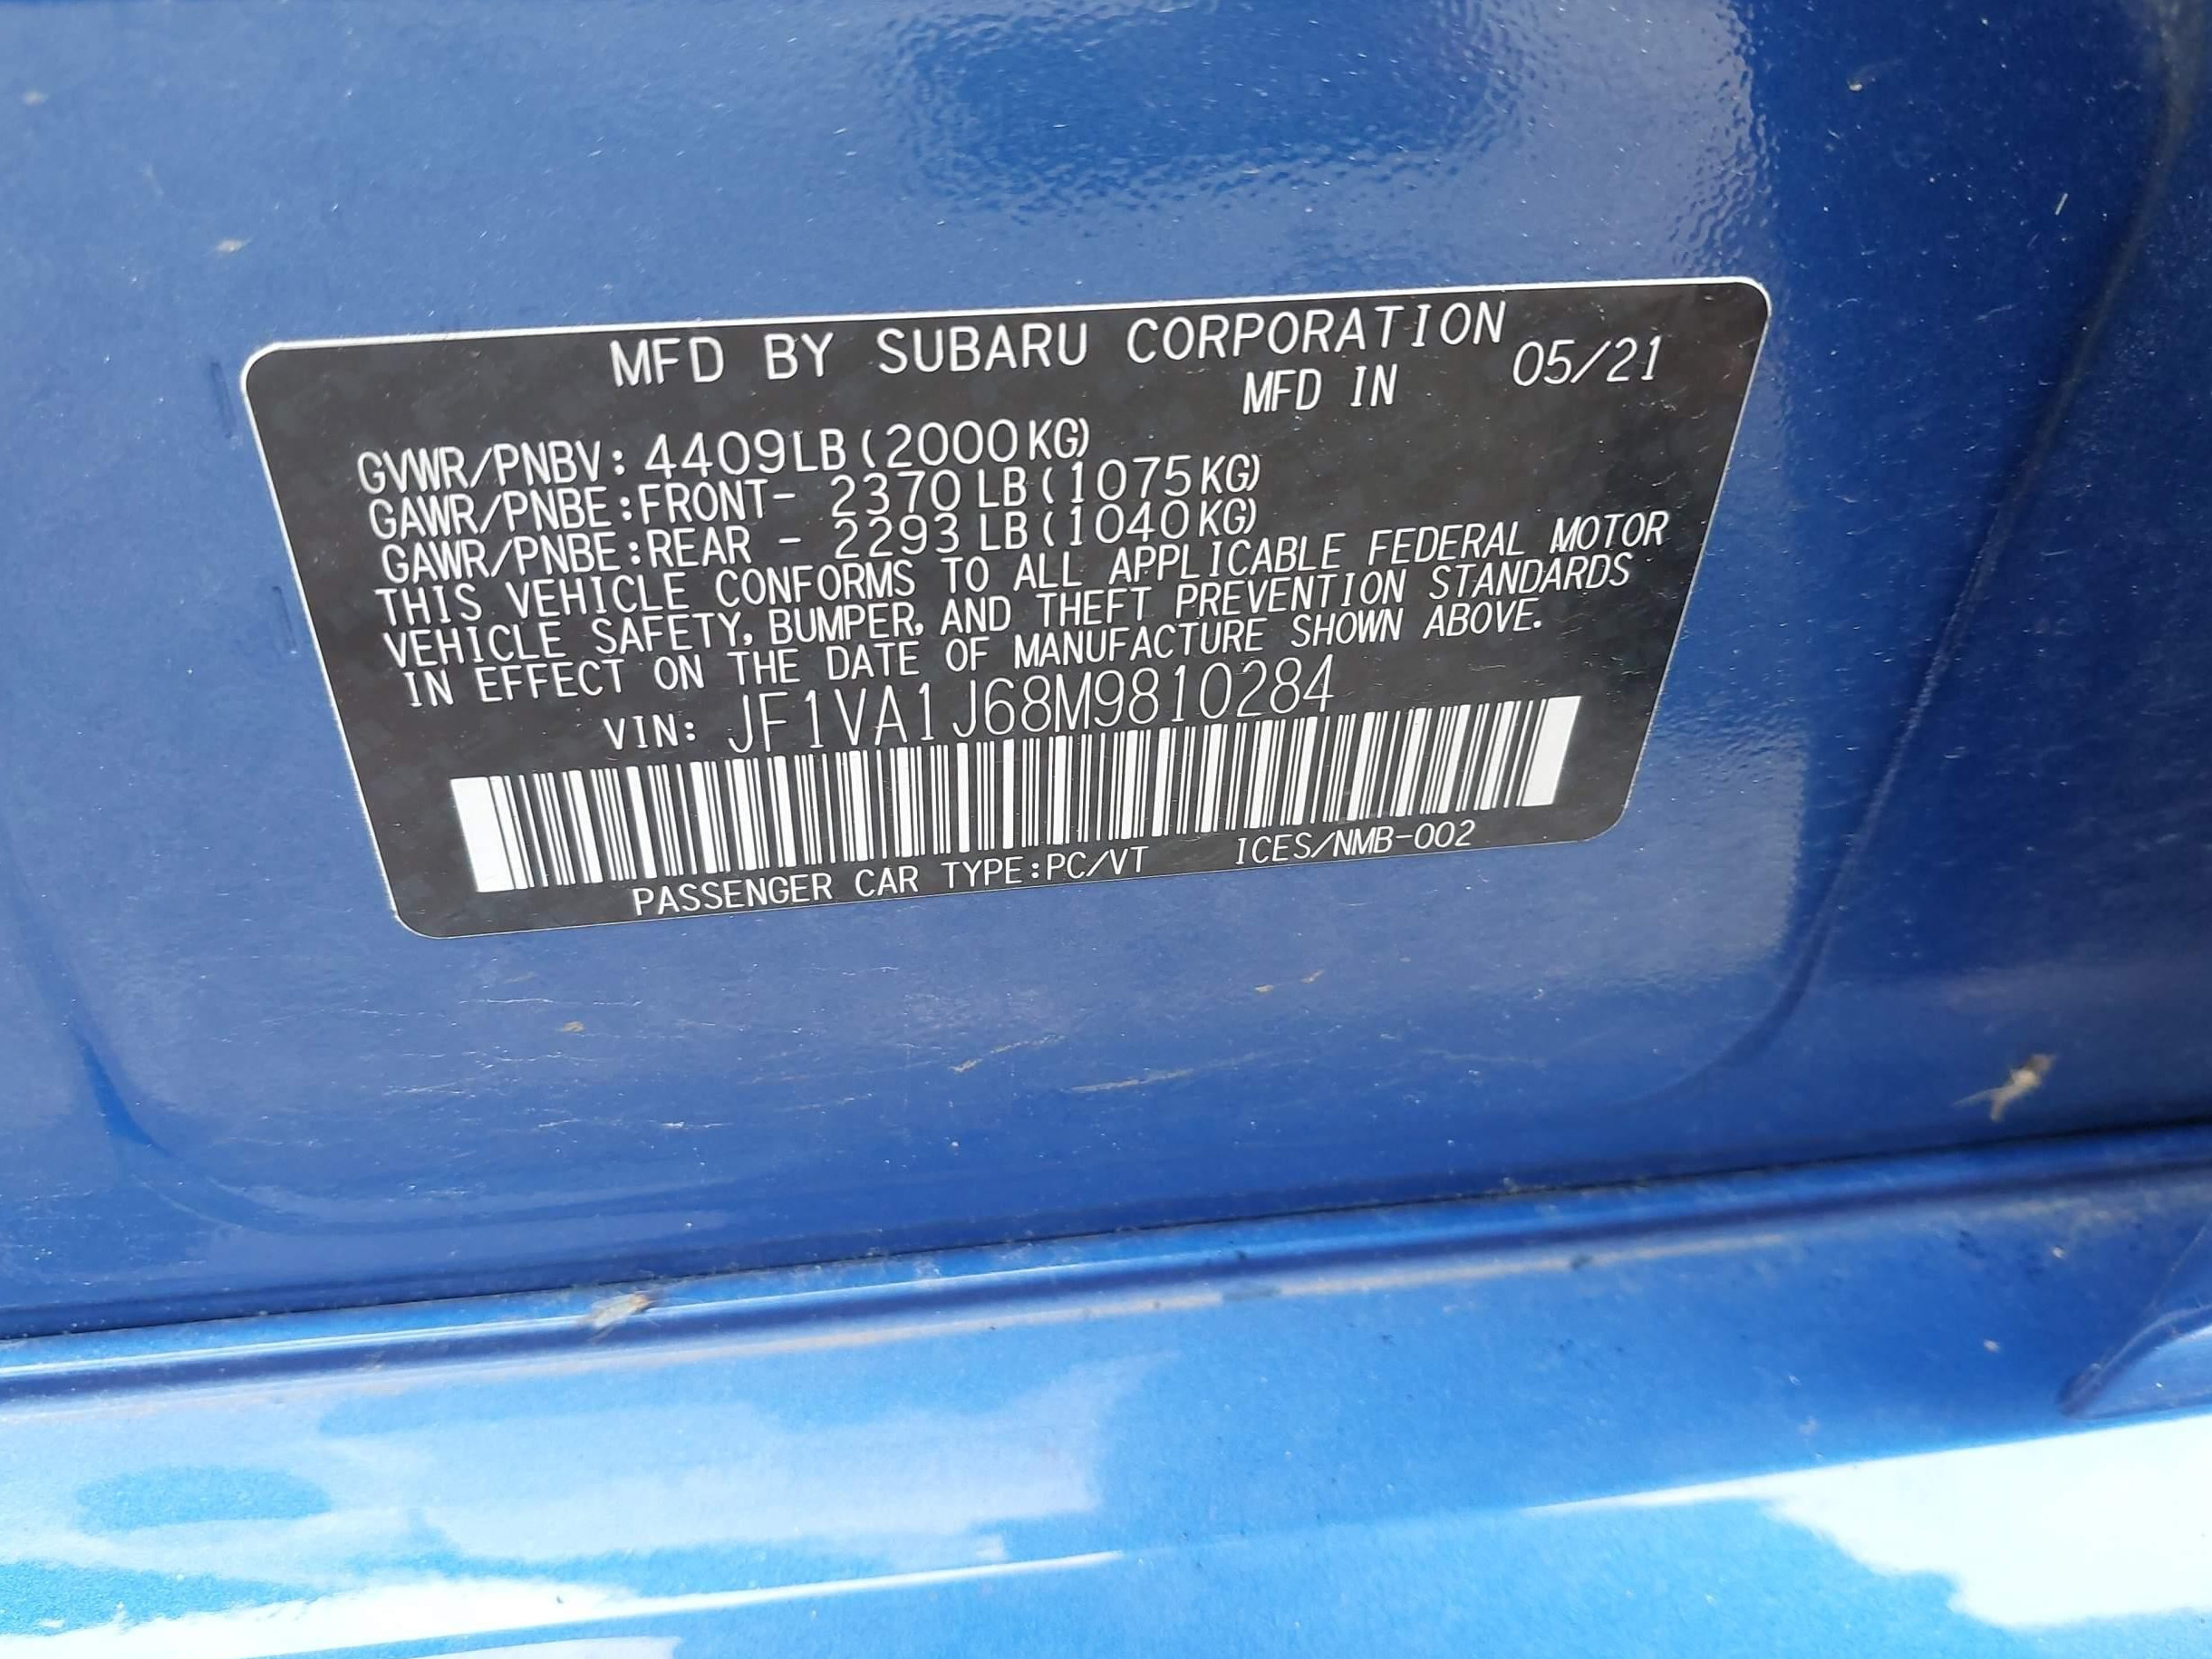 MFD BY SUBARU CORPORATION
MFD IN 05/21
GVWR/PNBV: 4409LB(2000KG)
GAWR/PNBE:FRONT- 2370LB(1075KG)
GAWR/PNBE:REAR - 2293LB(1040KG)
THIS VEHICLE CONFORMS TO ALL APPLICABLE FEDERAL MOTOR
VEHICLE SAFETY, BUMPER, AND THEFT PREVENTION STANDARDS
IN EFFECT ON THE DATE OF MANUFACTURE SHOWN ABOVE.
VIN: JF1VA1J68M9810284
PASSENGER CAR TYPE:PC/VT ICES/NMB-002